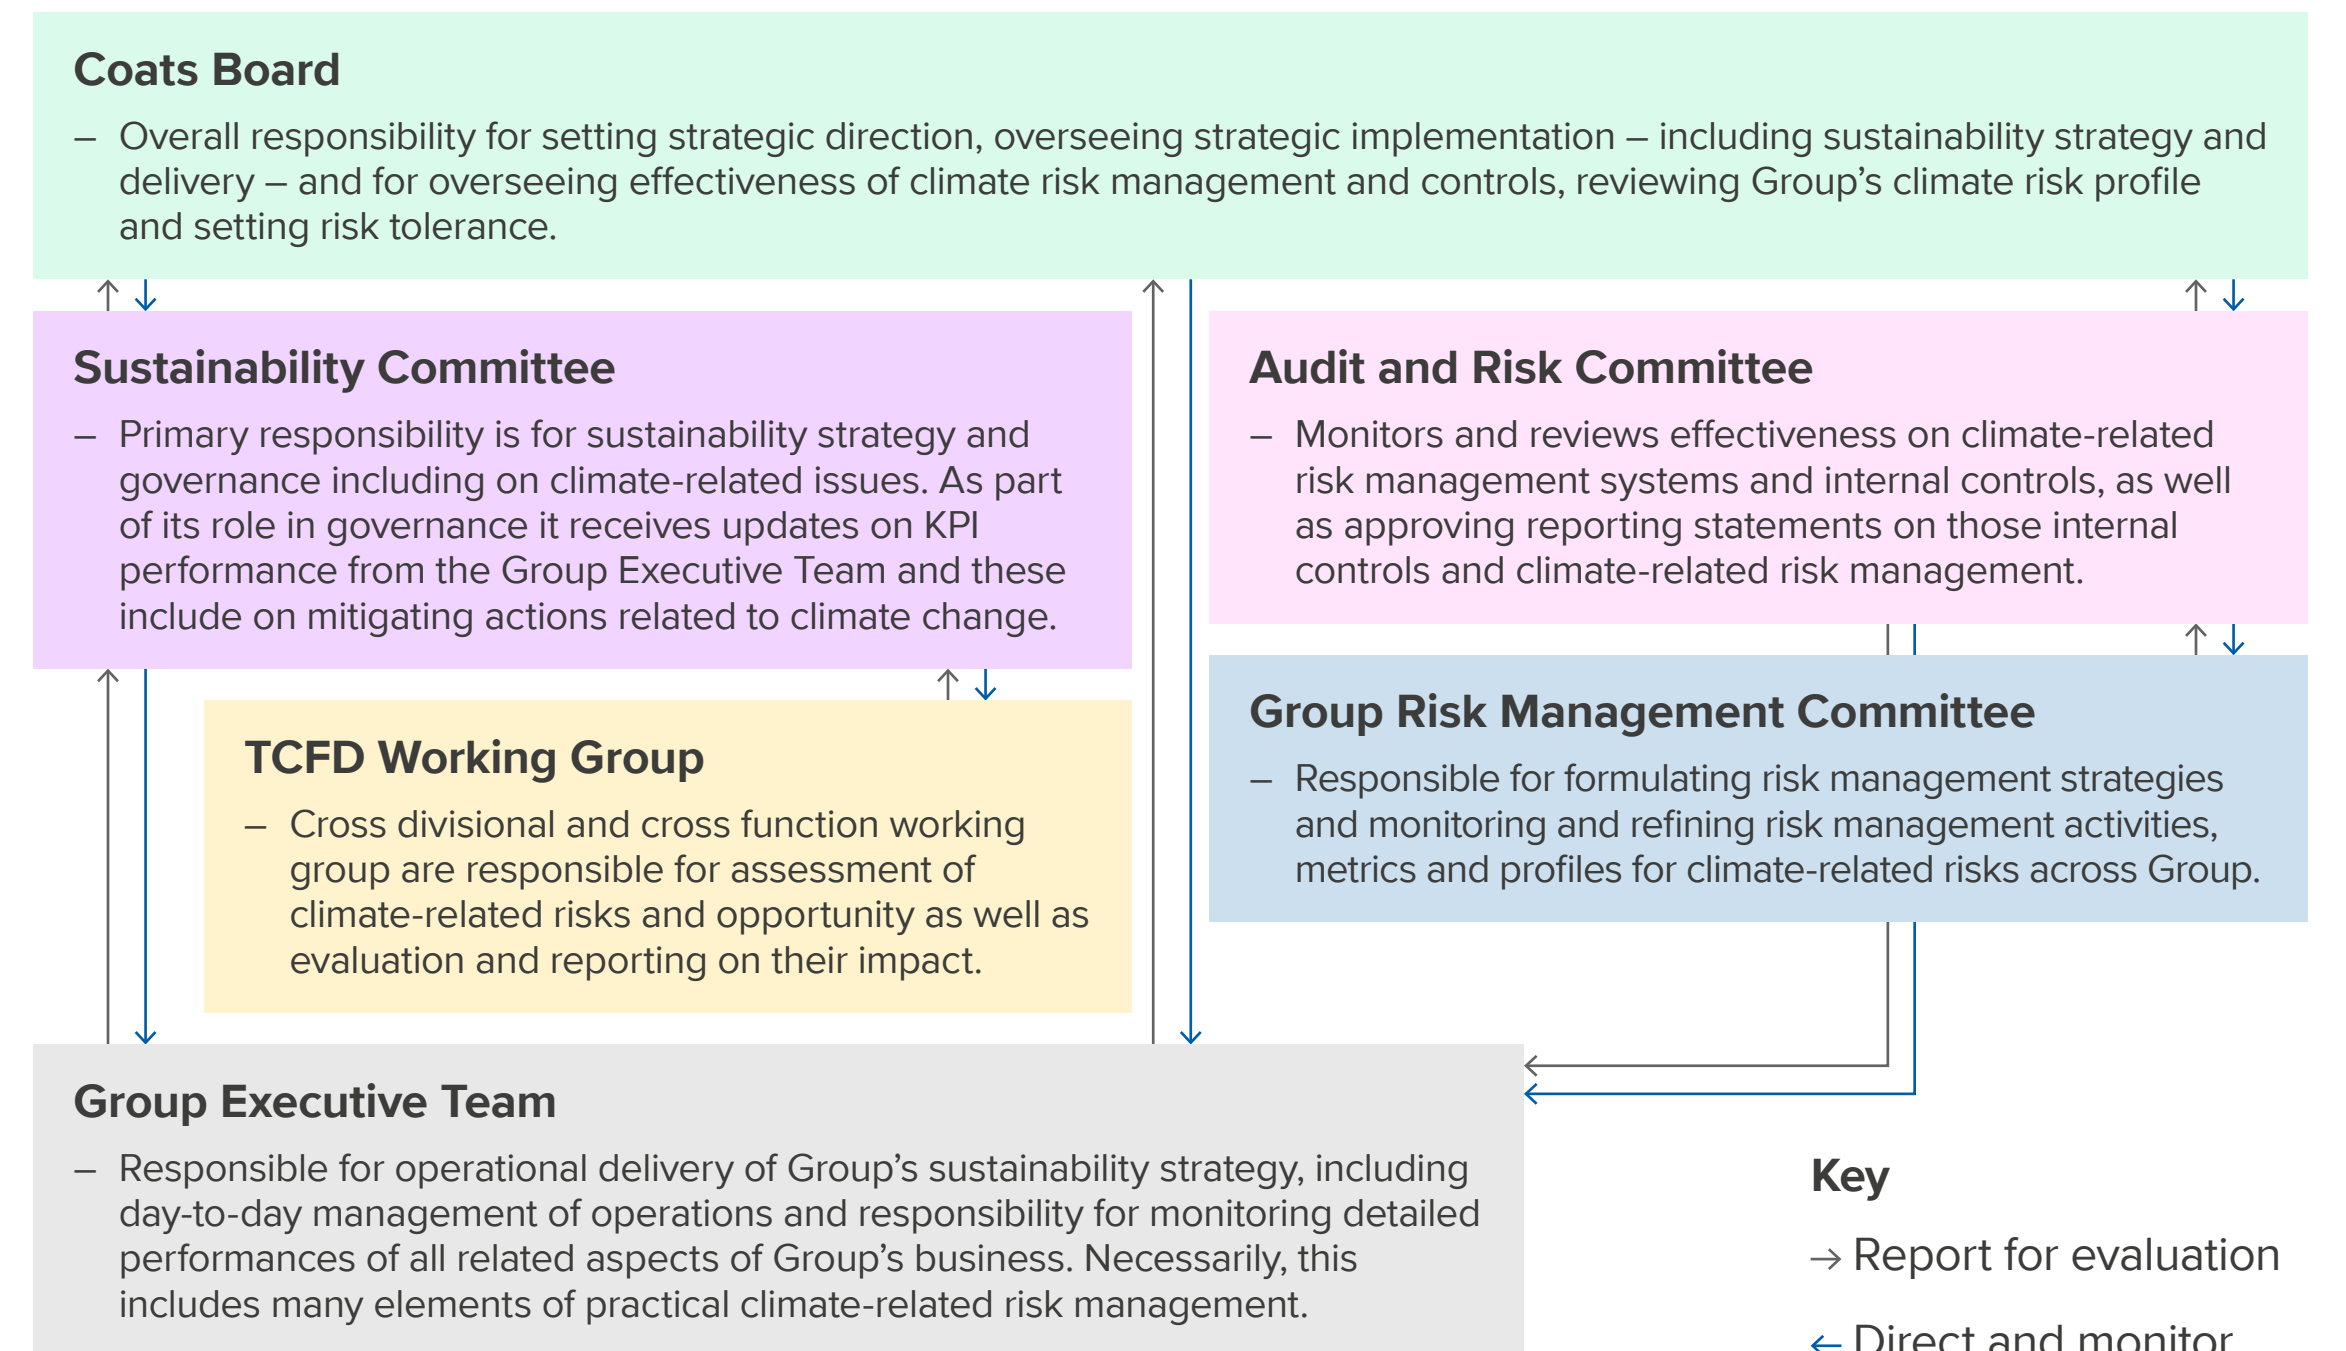 Coats Board
– Overall responsibility for setting strategic direction, overseeing strategic implementation – including sustainability strategy and
delivery – and for overseeing effectiveness of climate risk management and controls, reviewing Group’s climate risk profile
and setting risk tolerance.
Sustainability Committee
– Primary responsibility is for sustainability strategy and
governance including on climate-related issues. As part
of its role in governance it receives updates on KPI
performance from the Group Executive Team and these
include on mitigating actions related to climate change.
Audit and Risk Committee
– Monitors and reviews effectiveness on climate-related
risk management systems and internal controls, as well
as approving reporting statements on those internal
controls and climate-related risk management.
TCFD Working Group
– Cross divisional and cross function working
group are responsible for assessment of
climate-related risks and opportunity as well as
evaluation and reporting on their impact.
Group Risk Management Committee
– Responsible for formulating risk management strategies
and monitoring and refining risk management activities,
metrics and profiles for climate-related risks across Group.
Group Executive Team
– Responsible for operational delivery of Group’s sustainability strategy, including
day-to-day management of operations and responsibility for monitoring detailed
performances of all related aspects of Group’s business. Necessarily, this
includes many elements of practical climate-related risk management.
Key
→ Report for evaluation
← Direct and monitor